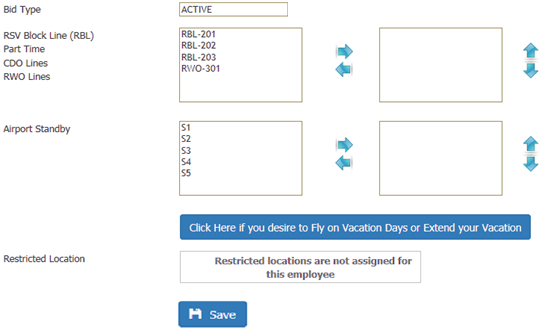 Bid Type
ACTIVE
RSV Block Line (RBL)
Part Time
CDO Lines
RWO Lines
RBL-201
RBL-202
RBL-203
RWO-301
Airport Standby
S1
S2
S3
S4
S5
Click Here if you desire to Fly on Vacation Days or Extend your Vacation
Restricted Location
Restricted locations are not assigned for
this employee
Save